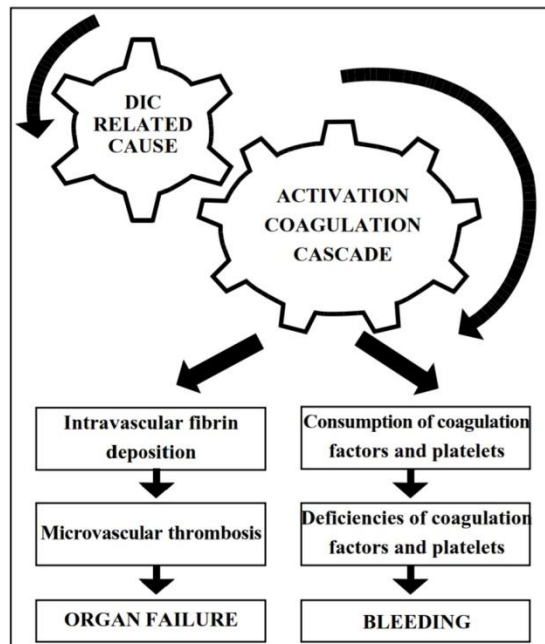 DIC
RELATED
CAUSE
ACTIVATION
COAGULATION
CASCADE
Intravascular fibrin
deposition
Microvascular thrombosis
ORGAN FAILURE
Consumption of coagulation
factors and platelets
Deficiencies of coagulation
factors and platelets
BLEEDING